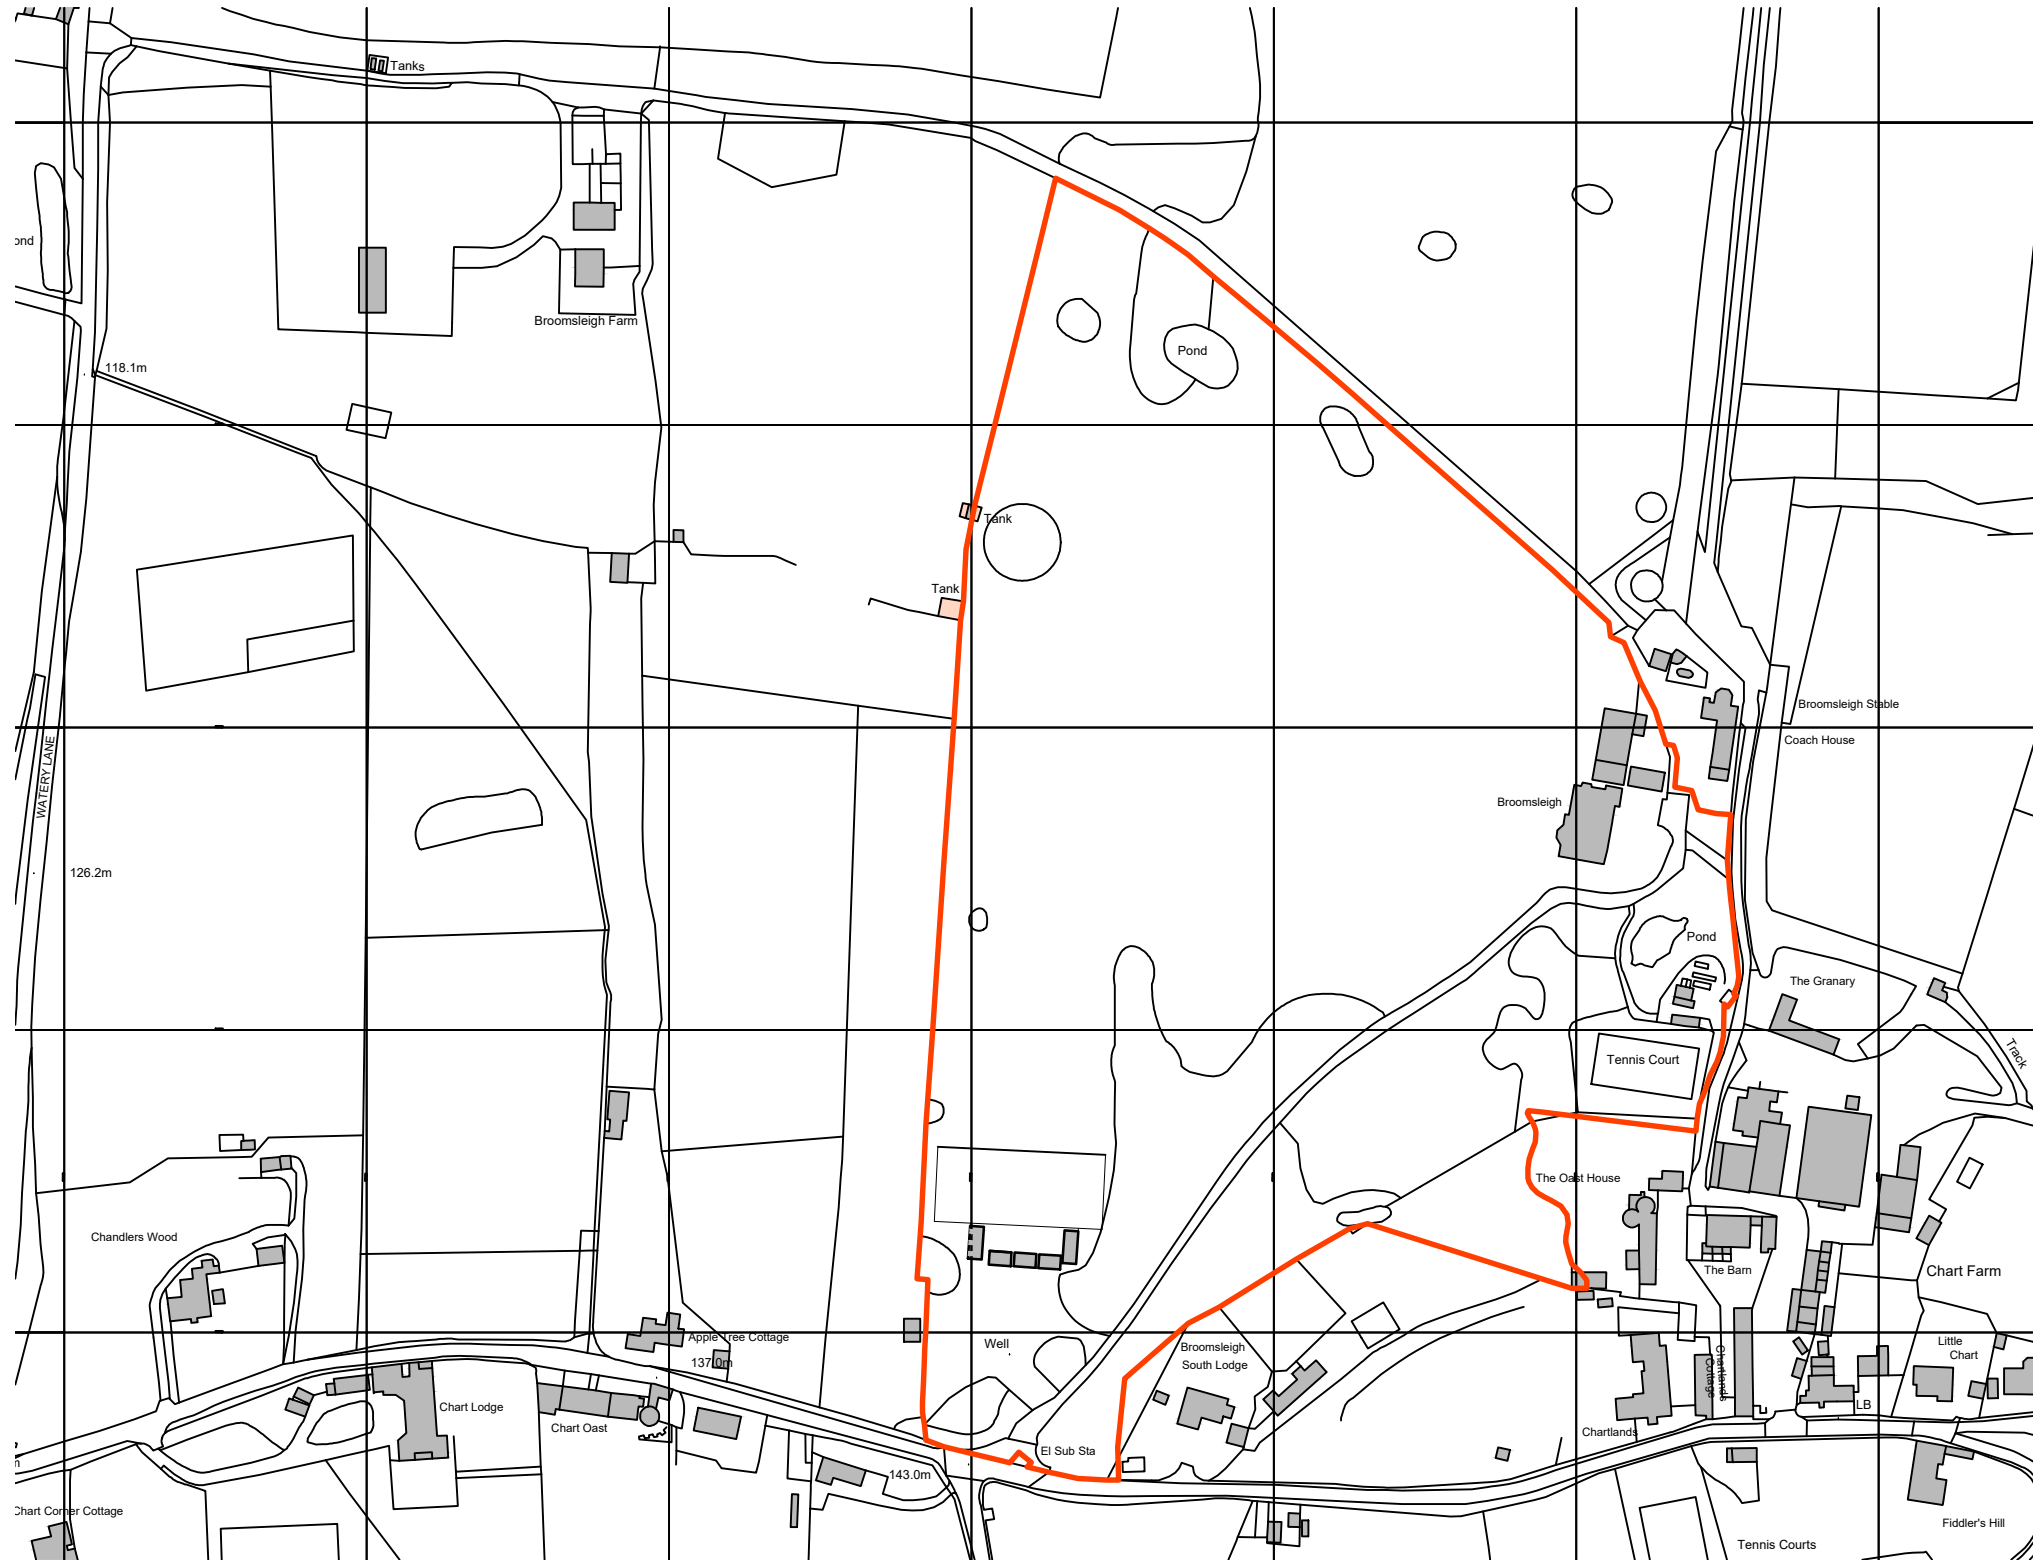 Tanks
ond
Broomsleigh Farm
Pond
118.1m
Tank
Tank
Broomsleigh Stable
Coach House
WATERY LANE
Broomsleigh
126.2m
Pond
The Granary
Track
Tennis Court
The Oast House
Chandlers Wood
The Barn
Chart Farm
Apple Tree Cottage
Well
Broomsleigh
South Lodge
137.0m
Little
Chart
Chartlands
Cottage
Chart Lodge
LB
Chart Oast
Chartlands
El Sub Sta
m
143.0m
Chart Corner Cottage
Fiddler's Hill
Tennis Courts